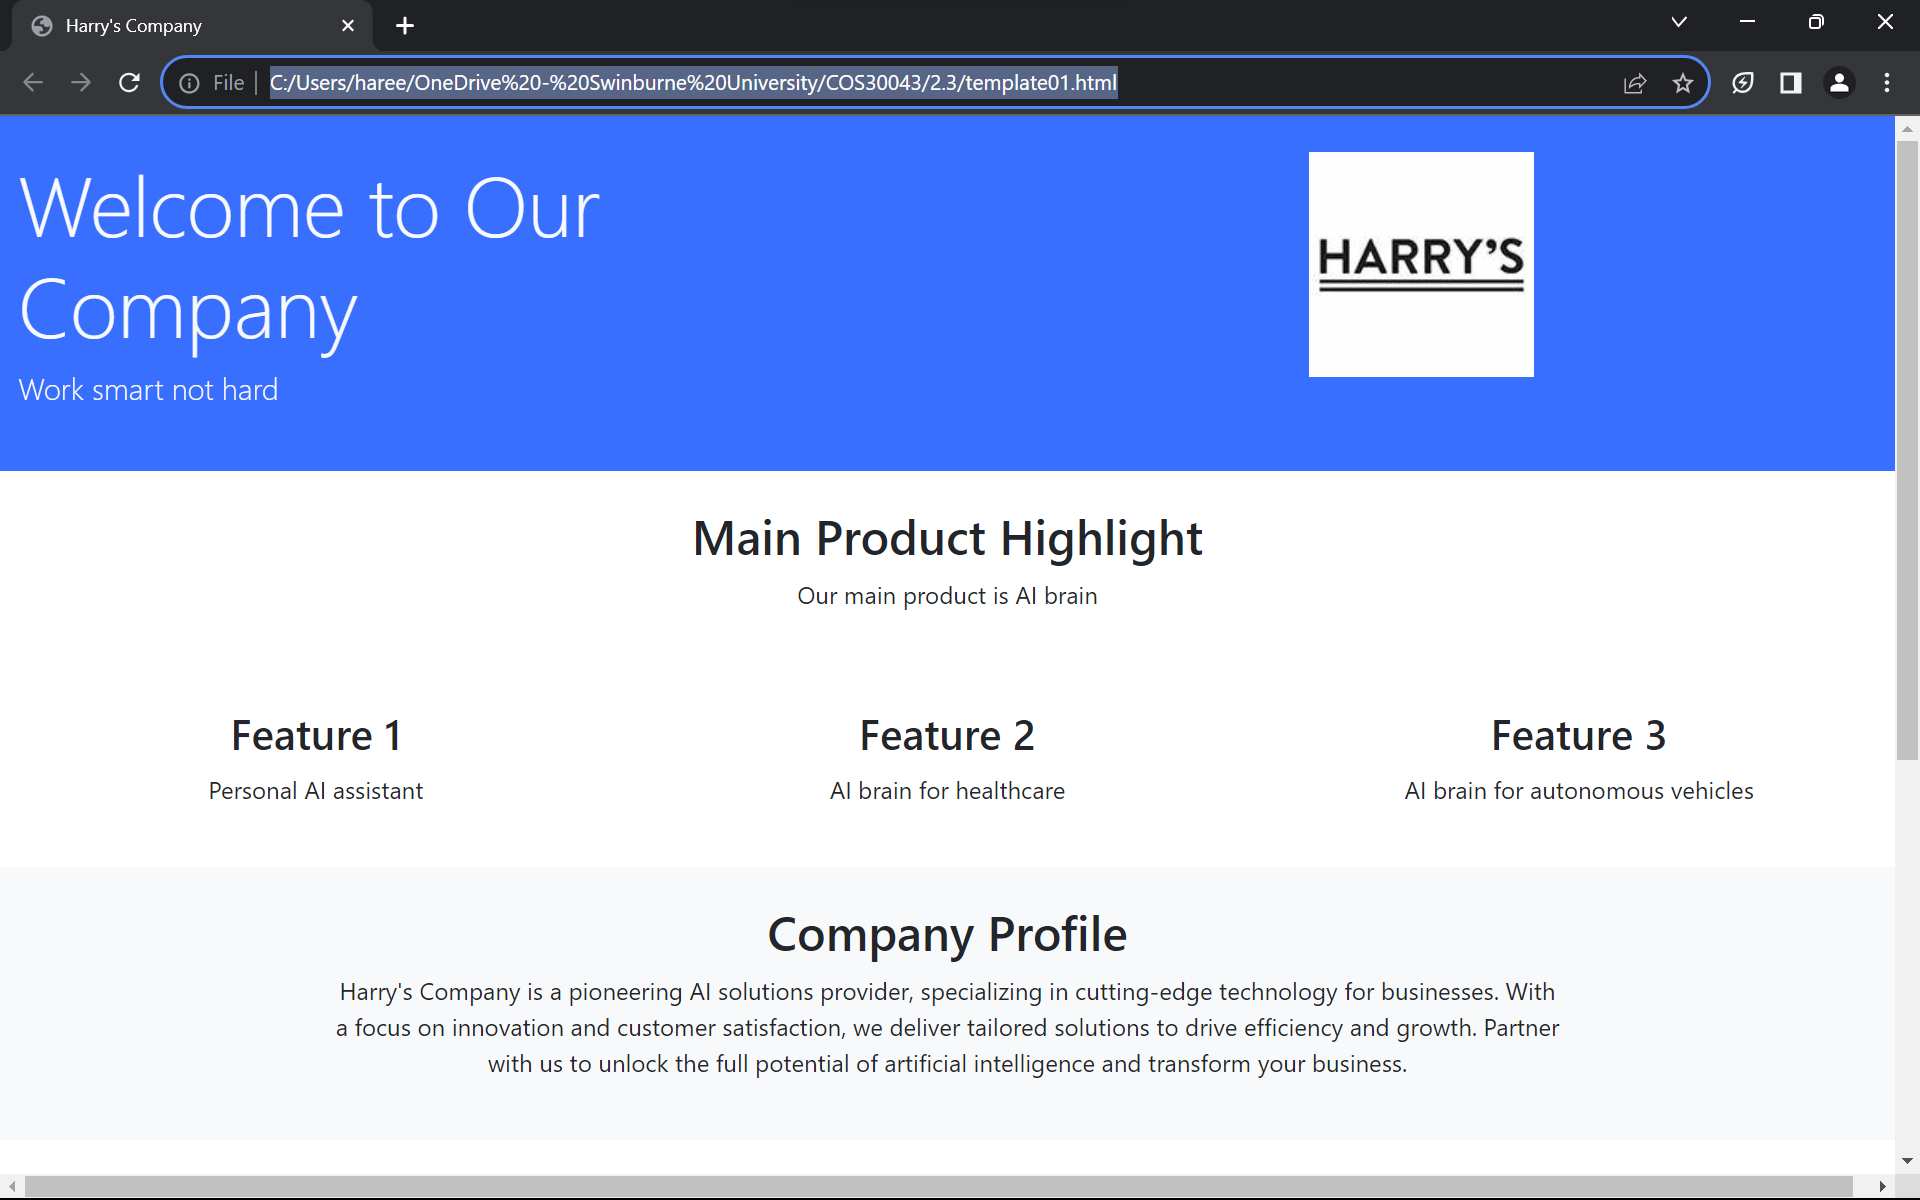 Harry's Company
File
C:/Users/haree/OneDrive%20-%20Swinburne%20University/COS30043/2.3/template01.html
Welcome to Our
Company
Work smart not hard
HARRY'S
Main Product Highlight
Our main product is AI brain
Feature 1
Personal AI assistant
Feature 2
AI brain for healthcare
Feature 3
AI brain for autonomous vehicles
Company Profile
Harry's Company is a pioneering AI solutions provider, specializing in cutting-edge technology for businesses. With
a focus on innovation and customer satisfaction, we deliver tailored solutions to drive efficiency and growth. Partner
with us to unlock the full potential of artificial intelligence and transform your business.